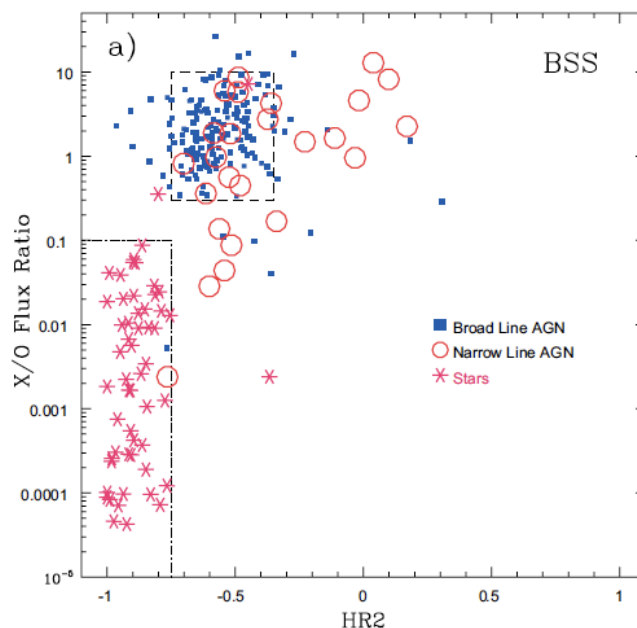 a)
BSS
X/O Flux Ratio
10
1
0.1
0.01
0.001
0.0001
10⁻⁵
Broad Line AGN
Narrow Line AGN
Stars
-1
-0.5
0
0.5
1
HR2